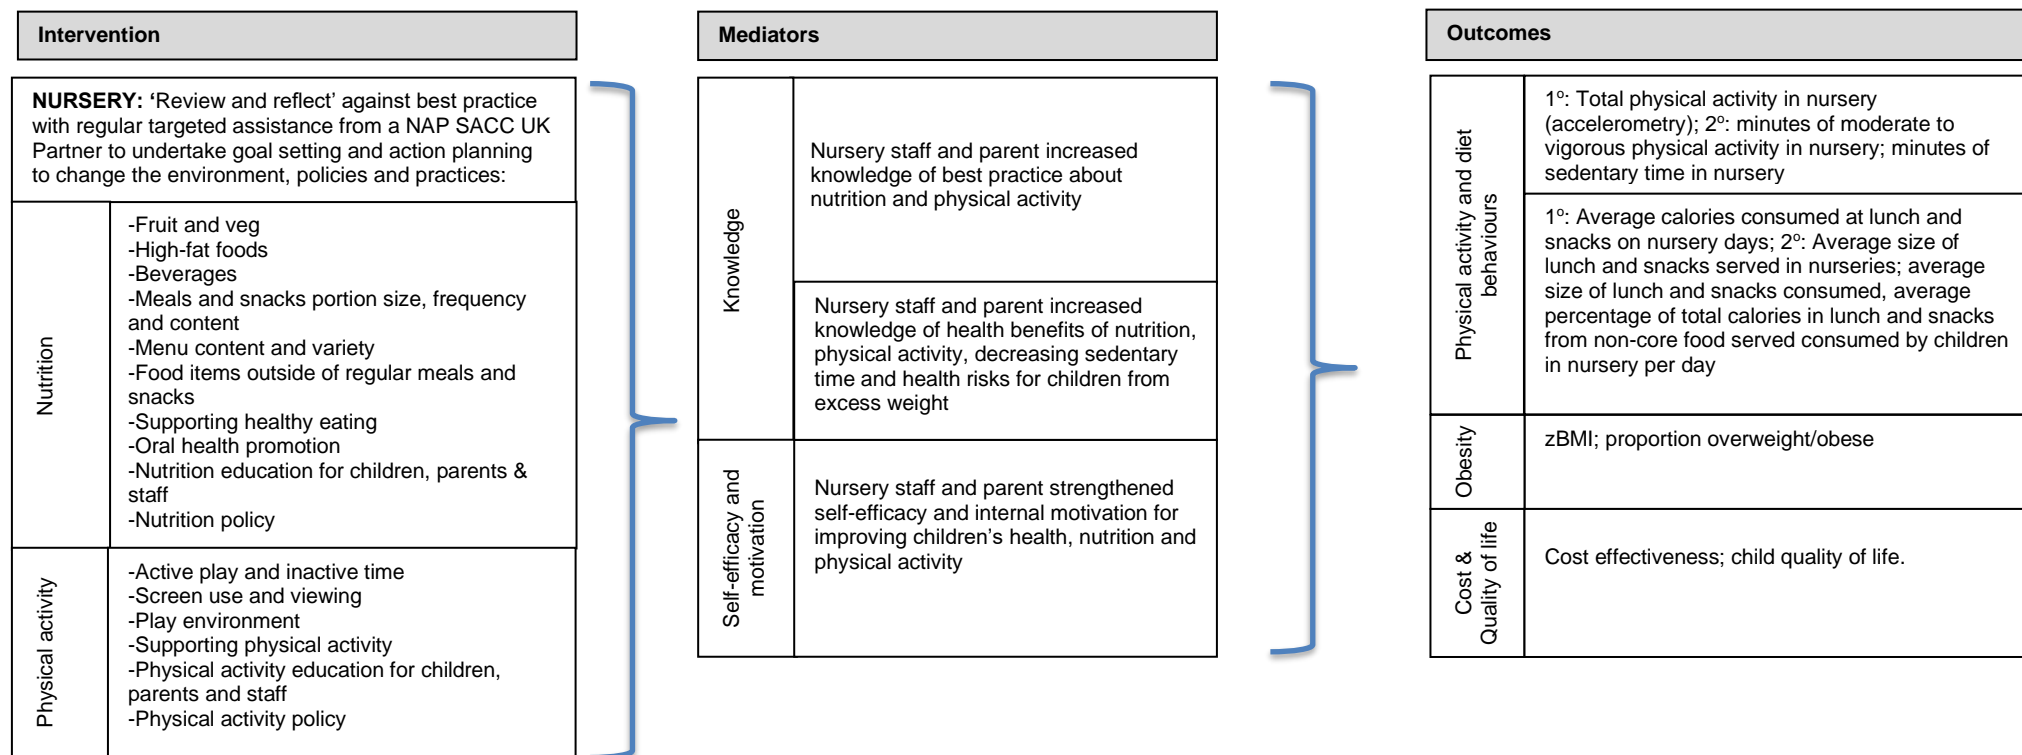 Intervention
NURSERY: ‘Review and reflect’ against best practice
with regular targeted assistance from a NAP SACC UK
Partner to undertake goal setting and action planning
to change the environment, policies and practices:
Nutrition
-Fruit and veg
-High-fat foods
-Beverages
-Meals and snacks portion size, frequency
and content
-Menu content and variety
-Food items outside of regular meals and
snacks
-Supporting healthy eating
-Oral health promotion
-Nutrition education for children, parents &
staff
-Nutrition policy
Physical activity
-Active play and inactive time
-Screen use and viewing
-Play environment
-Supporting physical activity
-Physical activity education for children,
parents and staff
-Physical activity policy
Mediators
Knowledge
Nursery staff and parent increased
knowledge of best practice about
nutrition and physical activity
Nursery staff and parent increased
knowledge of health benefits of nutrition,
physical activity, decreasing sedentary
time and health risks for children from
excess weight
Self-efficacy and
motivation
Nursery staff and parent strengthened
self-efficacy and internal motivation for
improving children’s health, nutrition and
physical activity
Outcomes
Physical activity and diet
behaviours
1º: Total physical activity in nursery
(accelerometry); 2º: minutes of moderate to
vigorous physical activity in nursery; minutes of
sedentary time in nursery
1º: Average calories consumed at lunch and
snacks on nursery days; 2º: Average size of
lunch and snacks served in nurseries; average
size of lunch and snacks consumed, average
percentage of total calories in lunch and snacks
from non-core food served consumed by children
in nursery per day
Obesity
zBMI; proportion overweight/obese
Cost &
Quality of life
Cost effectiveness; child quality of life.